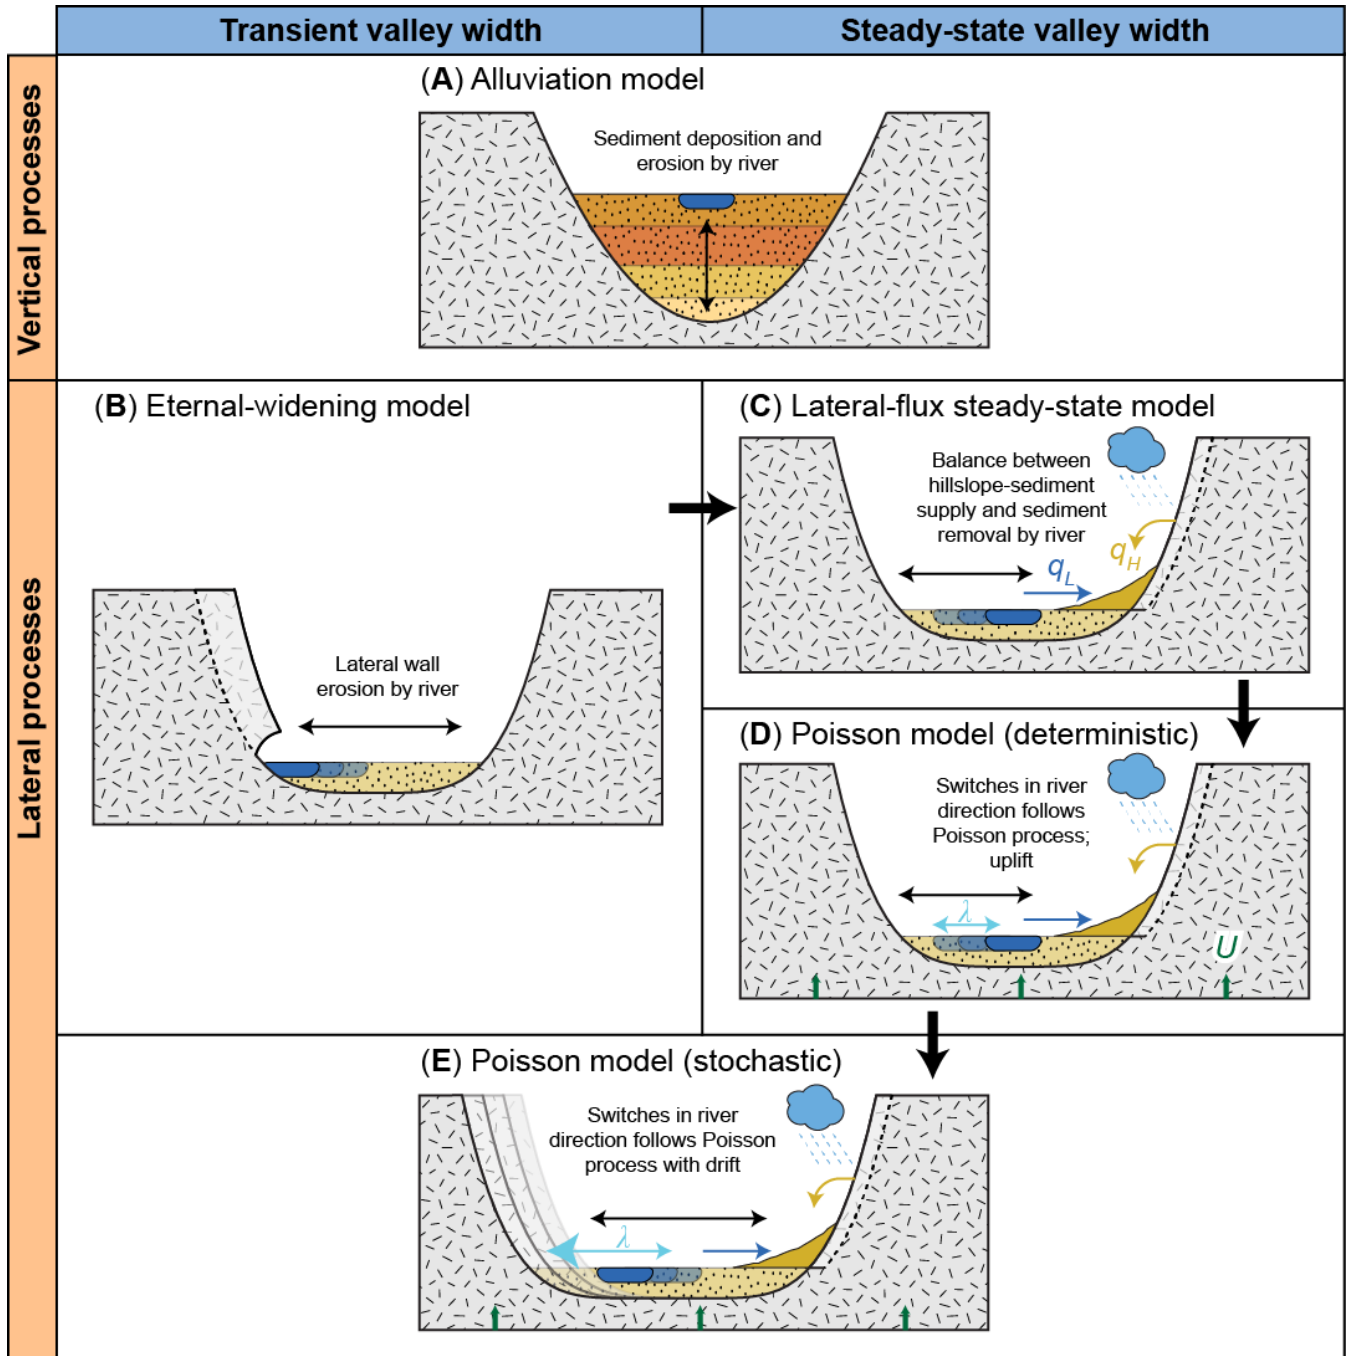 Transient valley width
Steady-state valley width
Vertical processes
(A) Alluviation model
Sediment deposition and
erosion by river
Lateral processes
(B) Eternal-widening model
Lateral wall
erosion by river
(C) Lateral-flux steady-state model
Balance between
hillslope-sediment
supply and sediment
removal by river
qL
qH
(D) Poisson model (deterministic)
Switches in river
direction follows
Poisson process;
uplift
λ
U
(E) Poisson model (stochastic)
Switches in river
direction follows Poisson
process with drift
λ